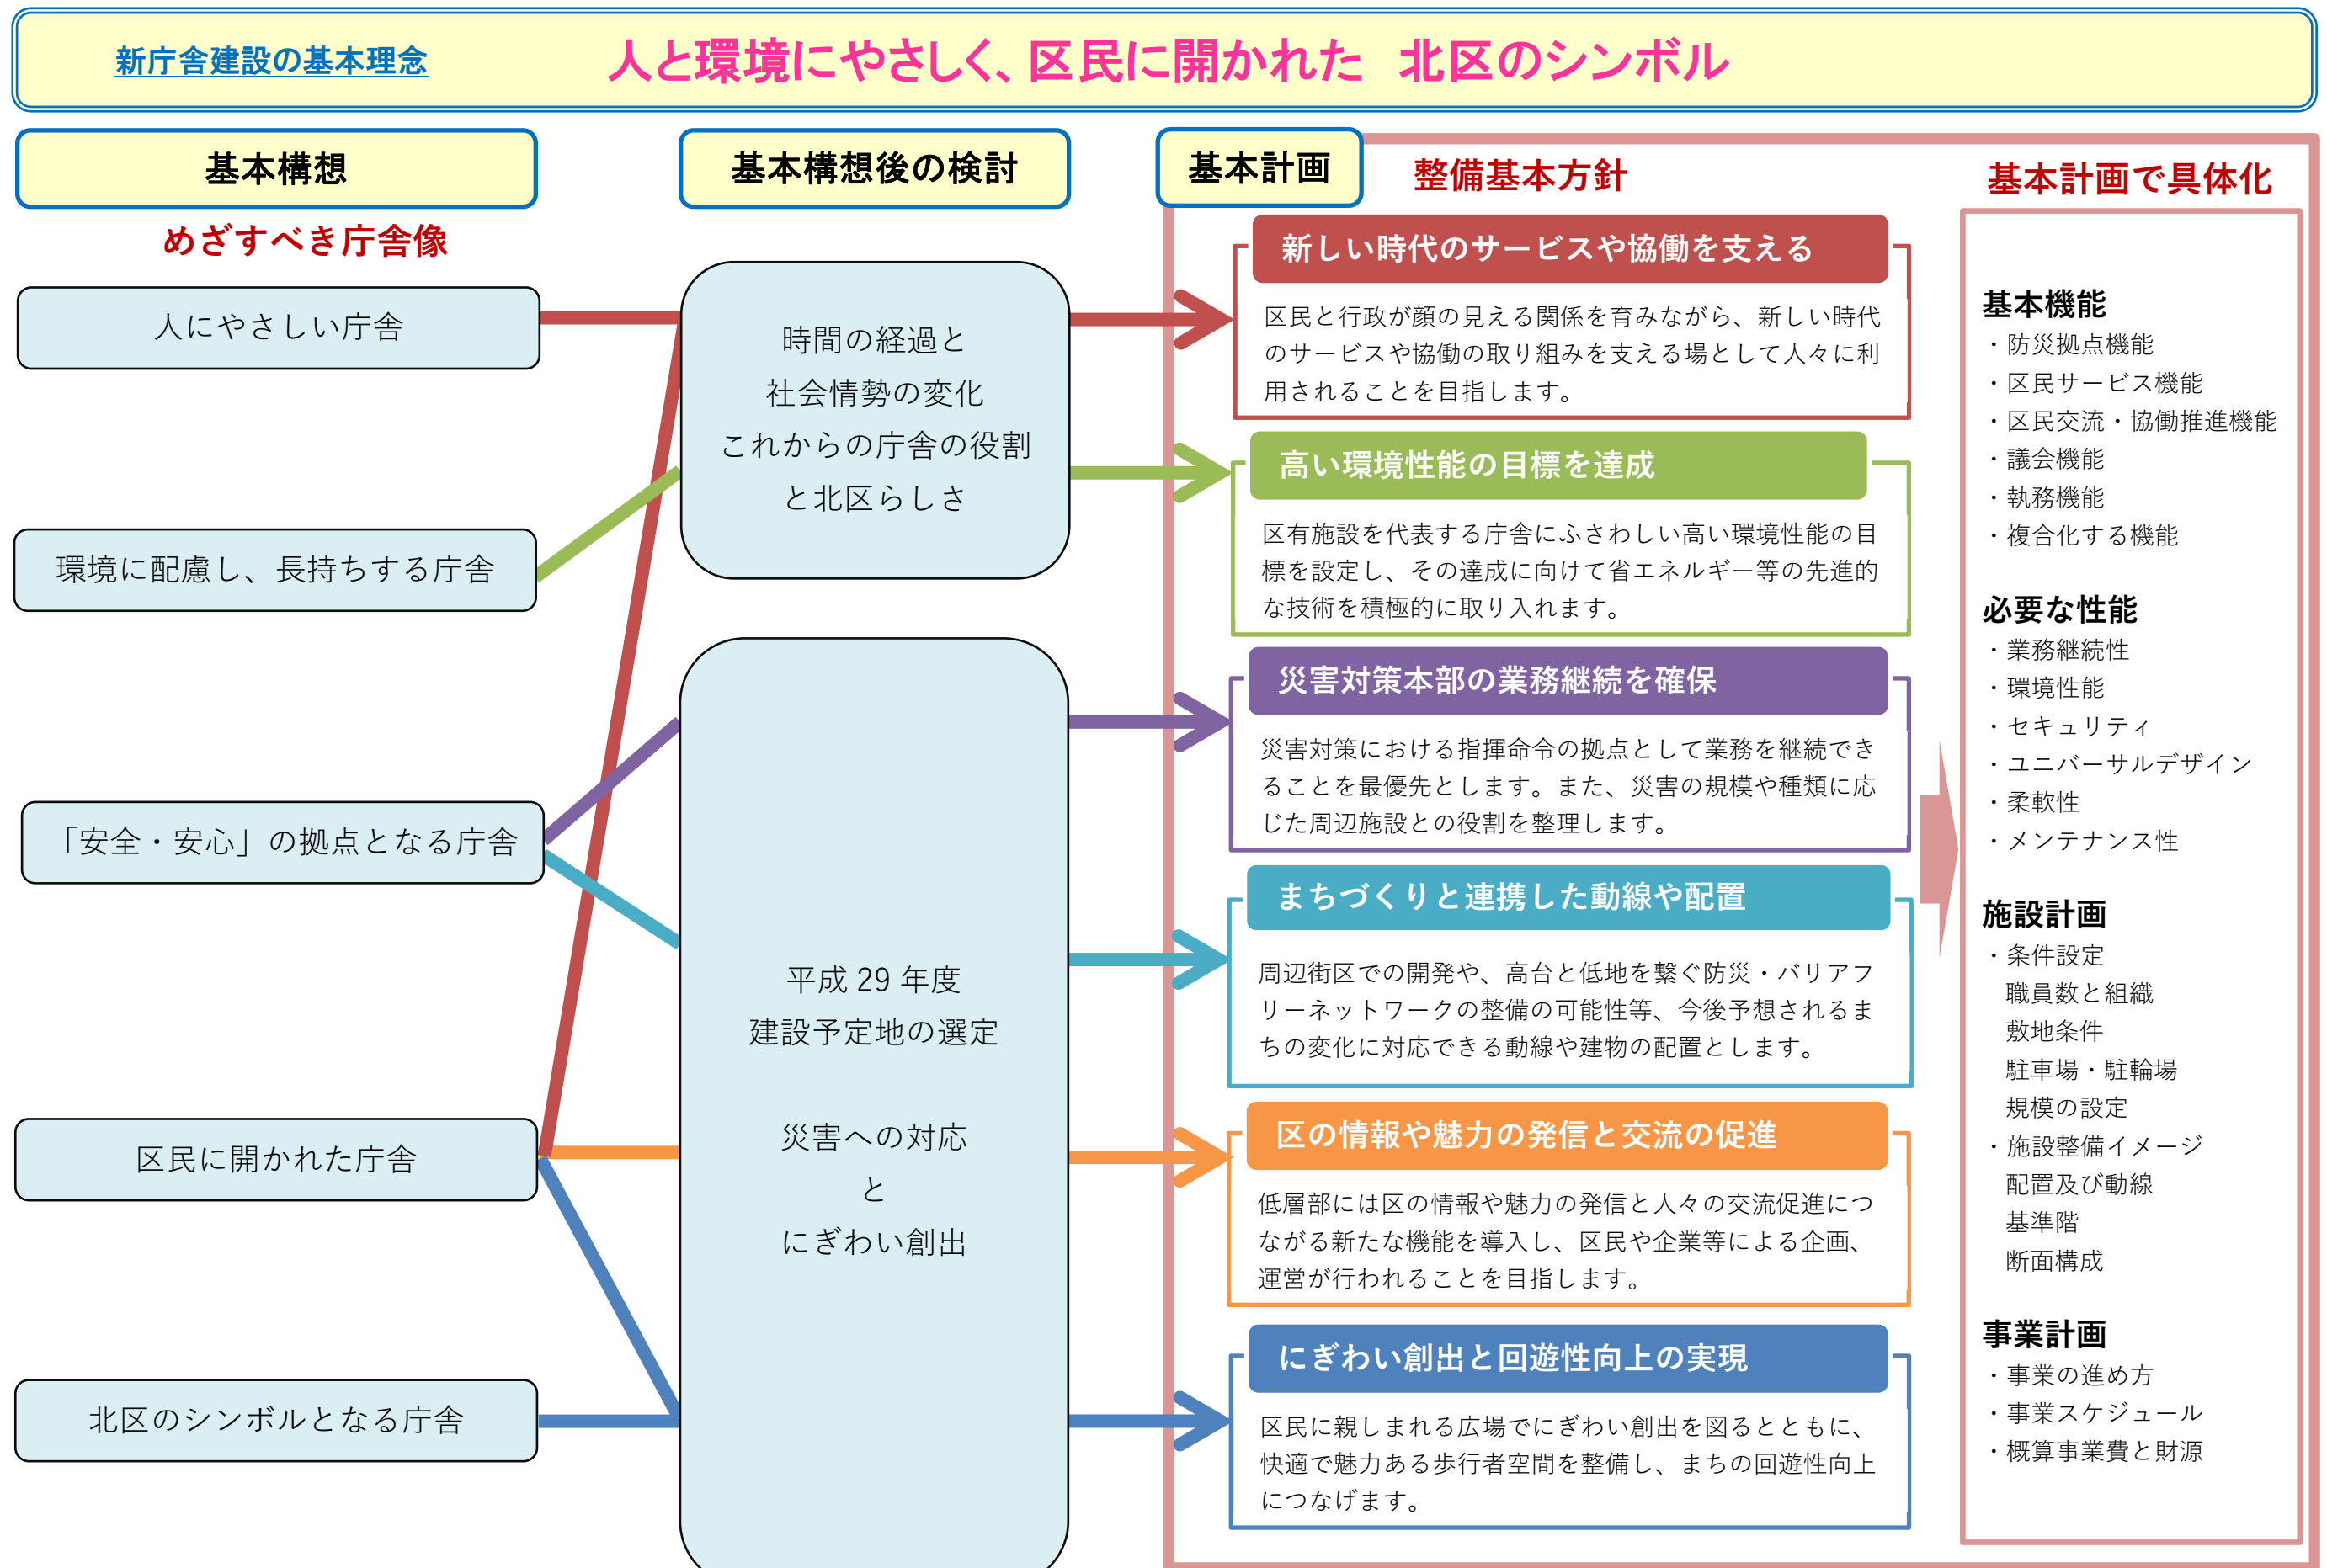 新庁舎建設の基本理念
人と環境にやさしく、区民に開かれた 北区のシンボル
基本構想
めざすべき庁舎像
人にやさしい庁舎
環境に配慮し、長持ちする庁舎
「安全・安心」の拠点となる庁舎
区民に開かれた庁舎
北区のシンボルとなる庁舎
基本構想後の検討
時間の経過と
社会情勢の変化
これからの庁舎の役割
と北区らしさ
平成 29 年度
建設予定地の選定
災害への対応
と
にぎわい創出
基本計画
整備基本方針
新しい時代のサービスや協働を支える
区民と行政が顔の見える関係を育みながら、新しい時代
のサービスや協働の取り組みを支える場として人々に利
用されることを目指します。
高い環境性能の目標を達成
区有施設を代表する庁舎にふさわしい高い環境性能の目
標を設定し、その達成に向けて省エネルギー等の先進的
な技術を積極的に取り入れます。
災害対策本部の業務継続を確保
災害対策における指揮命令の拠点として業務を継続でき
ることを最優先とします。また、災害の規模や種類に応
じた周辺施設との役割を整理します。
まちづくりと連携した動線や配置
周辺街区での開発や、高台と低地を繋ぐ防災・バリアフ
リーネットワークの整備の可能性等、今後予想されるま
ちの変化に対応できる動線や建物の配置とします。
区の情報や魅力の発信と交流の促進
低層部には区の情報や魅力の発信と人々の交流促進につ
ながる新たな機能を導入し、区民や企業等による企画、
運営が行われることを目指します。
にぎわい創出と回遊性向上の実現
区民に親しまれる広場でにぎわい創出を図るとともに、
快適で魅力ある歩行者空間を整備し、まちの回遊性向上
につなげます。
基本計画で具体化
基本機能
・防災拠点機能
・区民サービス機能
・区民交流・協働推進機能
・議会機能
・執務機能
・複合化する機能
必要な性能
・業務継続性
・環境性能
・セキュリティ
・ユニバーサルデザイン
・柔軟性
・メンテナンス性
施設計画
・条件設定
職員数と組織
敷地条件
駐車場・駐輪場
規模の設定
・施設整備イメージ
配置及び動線
基準階
断面構成
事業計画
・事業の進め方
・事業スケジュール
・概算事業費と財源